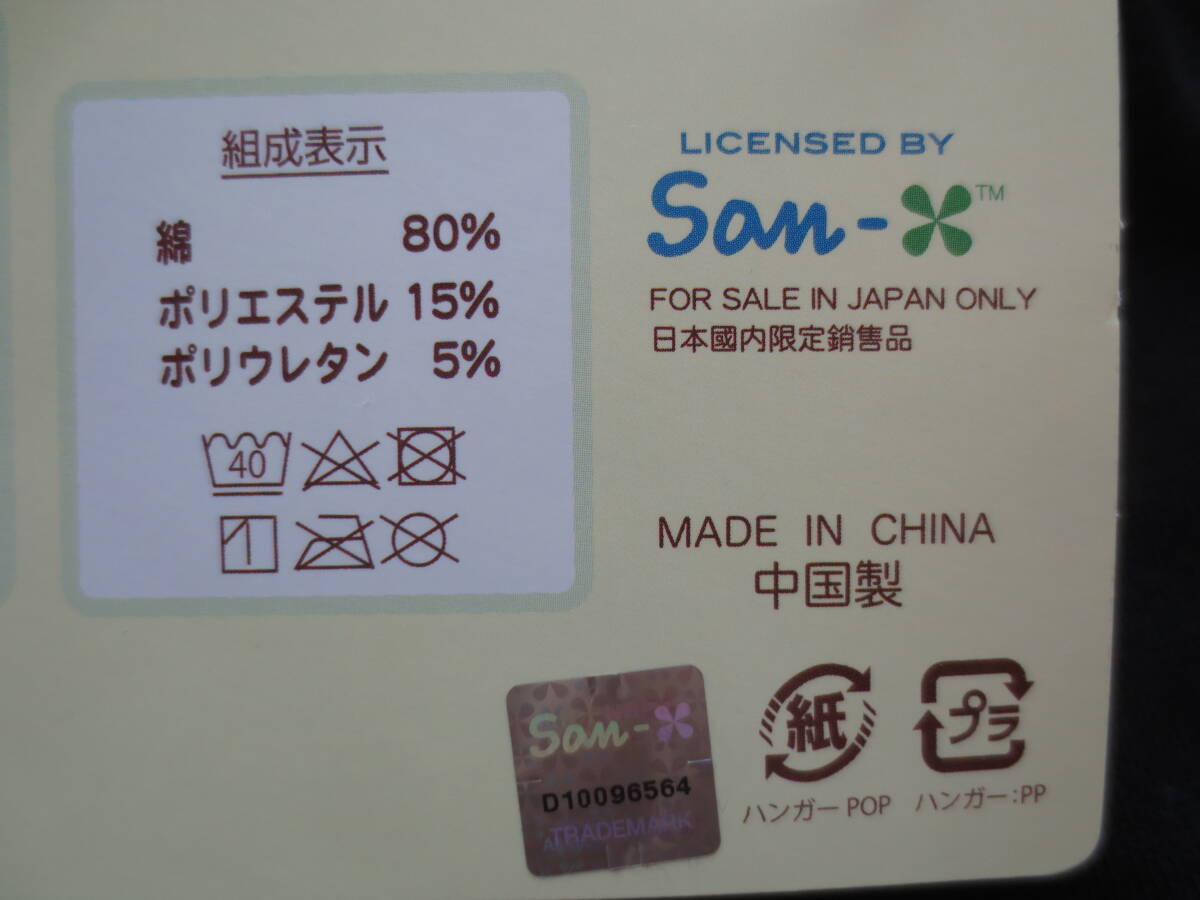 組成表示
綿 80%
ポリエステル 15%
ポリウレタン 5%
40
LICENSED BY
San-X™
FOR SALE IN JAPAN ONLY
日本國内限定銷售品
MADE IN CHINA
中国製
San-X
D10096564
TRADEMARK
紙
ハンガー POP
プラ
ハンガー:PP